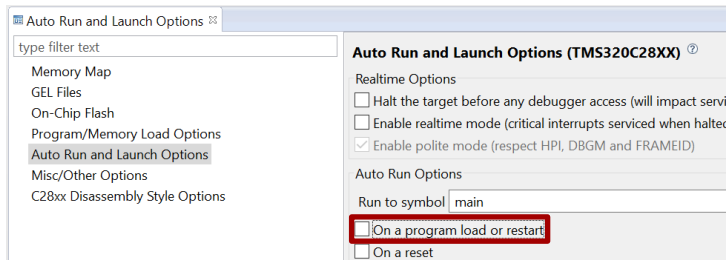 Auto Run and Launch Options
type filter text
Memory Map
GEL Files
On-Chip Flash
Program/Memory Load Options
Auto Run and Launch Options
Misc/Other Options
C28xx Disassembly Style Options
Auto Run and Launch Options (TMS320C28XX) ?
Realtime Options
Halt the target before any debugger access (will impact servi
Enable realtime mode (critical interrupts serviced when halted
Enable polite mode (respect HPI, DBGM and FRAMEID)
Auto Run Options
Run to symbol main
On a program load or restart
On a reset